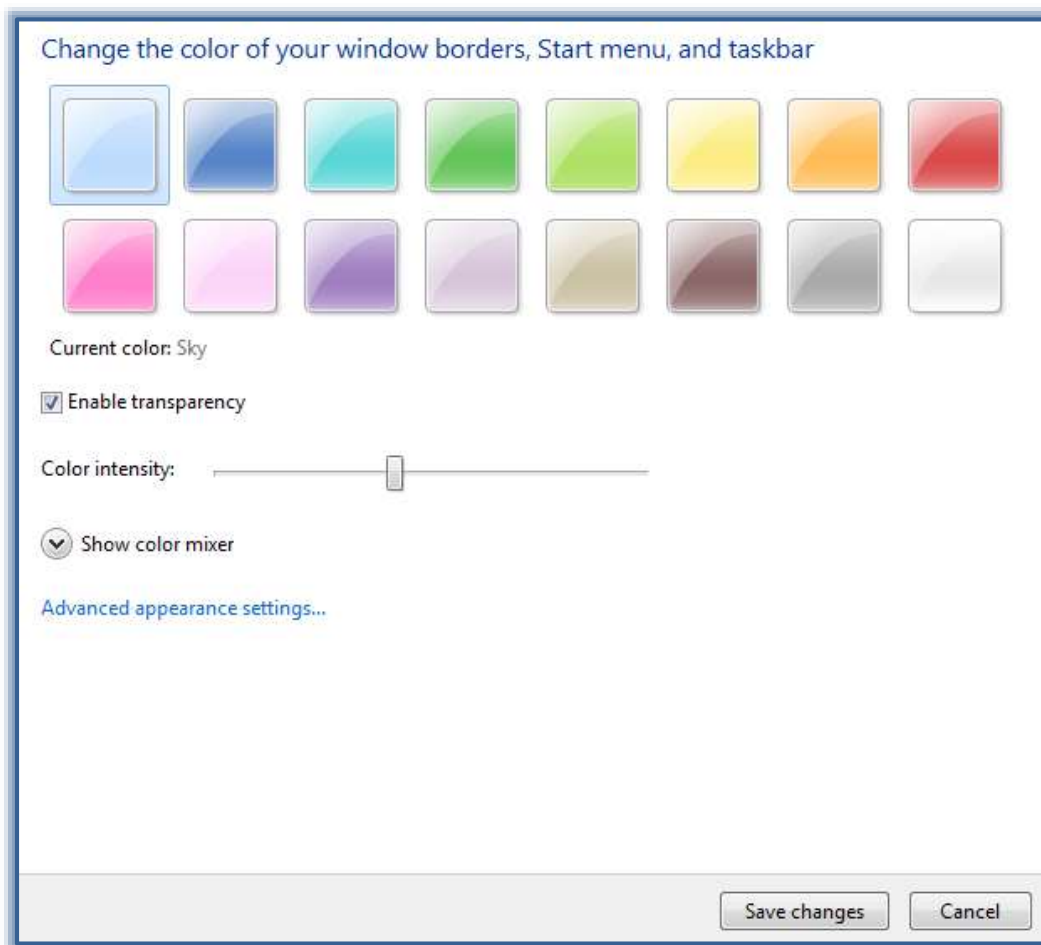 Change the color of your window borders, Start menu, and taskbar
Current color: Sky
Enable transparency
Color intensity:
Show color mixer
Advanced appearance settings...
Save changes
Cancel